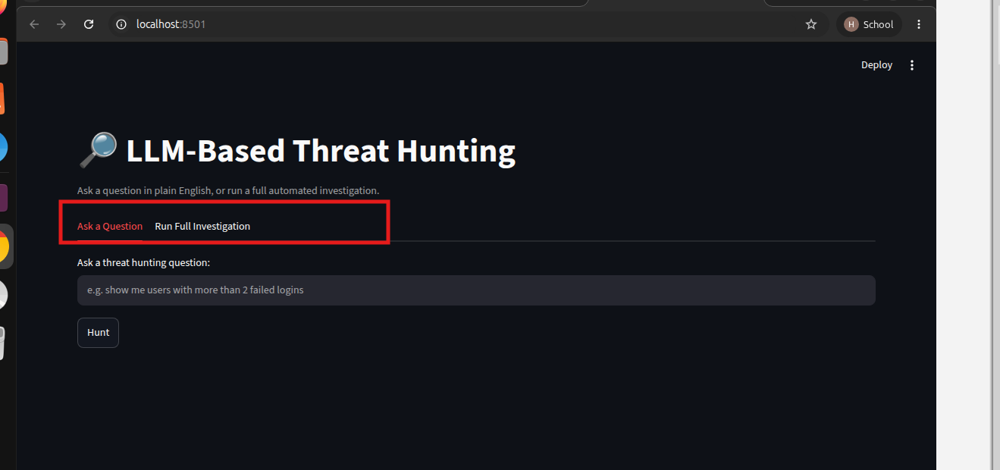 localhost:8501
H School
Deploy
LLM-Based Threat Hunting
Ask a question in plain English, or run a full automated investigation.
Ask a Question Run Full Investigation
Ask a threat hunting question:
e.g. show me users with more than 2 failed logins
Hunt